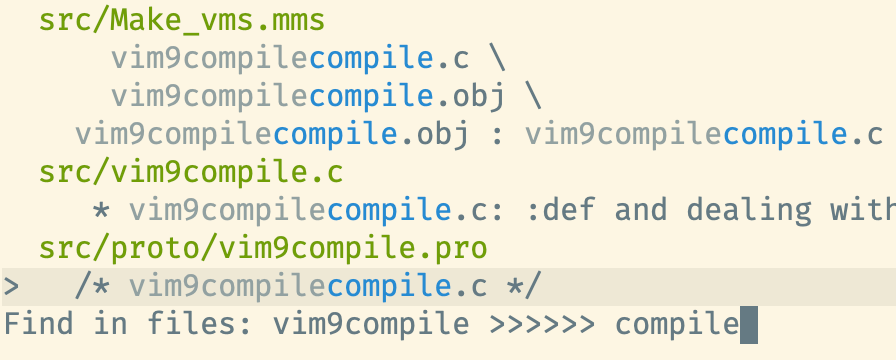 src/Make_vms.mms
vim9compilecompile.c \
vim9compilecompile.obj \
vim9compilecompile.obj : vim9compilecompile.c
src/vim9compile.c
* vim9compilecompile.c: :def and dealing with
src/proto/vim9compile.pro
> /* vim9compilecompile.c */
Find in files: vim9compile >>>>>> compile